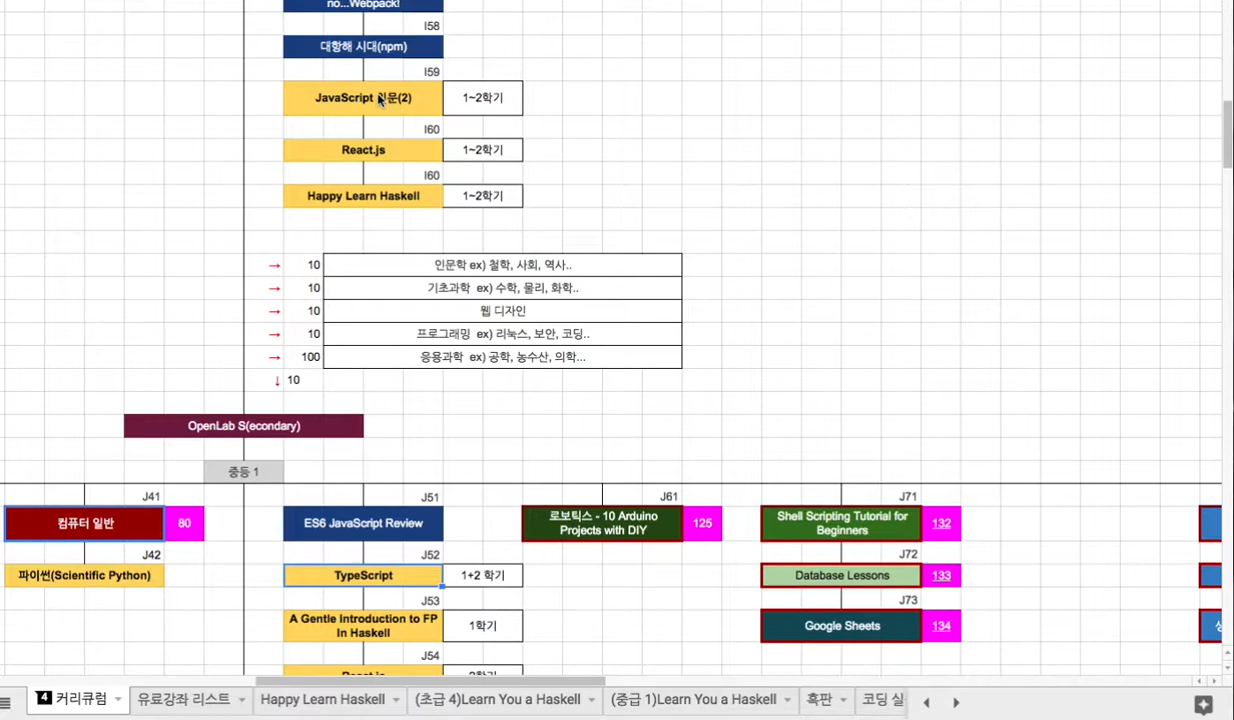 no...Webpack!
I58
대항해 시대(npm)
I59
JavaScript 입문(2)
1~2학기
I60
React.js
1~2학기
I60
Happy Learn Haskell
1~2학기
→ 10 인문학 ex) 철학, 사회, 역사..
→ 10 기초과학 ex) 수학, 물리, 화학..
→ 10 웹 디자인
→ 10 프로그래밍 ex) 리눅스, 보안, 코딩..
→ 100 응용과학 ex) 공학, 농수산, 의학...
↓ 10
OpenLab S(econdary)
중등 1
J41
컴퓨터 일반
80
J42
파이썬(Scientific Python)
J51
ES6 JavaScript Review
J52
TypeScript
1+2 학기
J53
A Gentle Introduction to FP
In Haskell
1학기
J54
React.js
2학기
J61
로보틱스 - 10 Arduino
Projects with DIY
125
J71
Shell Scripting Tutorial for
Beginners
132
J72
Database Lessons
133
J73
Google Sheets
134
4 커리큐럼
유료강좌 리스트
Happy Learn Haskell
(초급 4)Learn You a Haskell
(중급 1)Learn You a Haskell
흑판
코딩 실